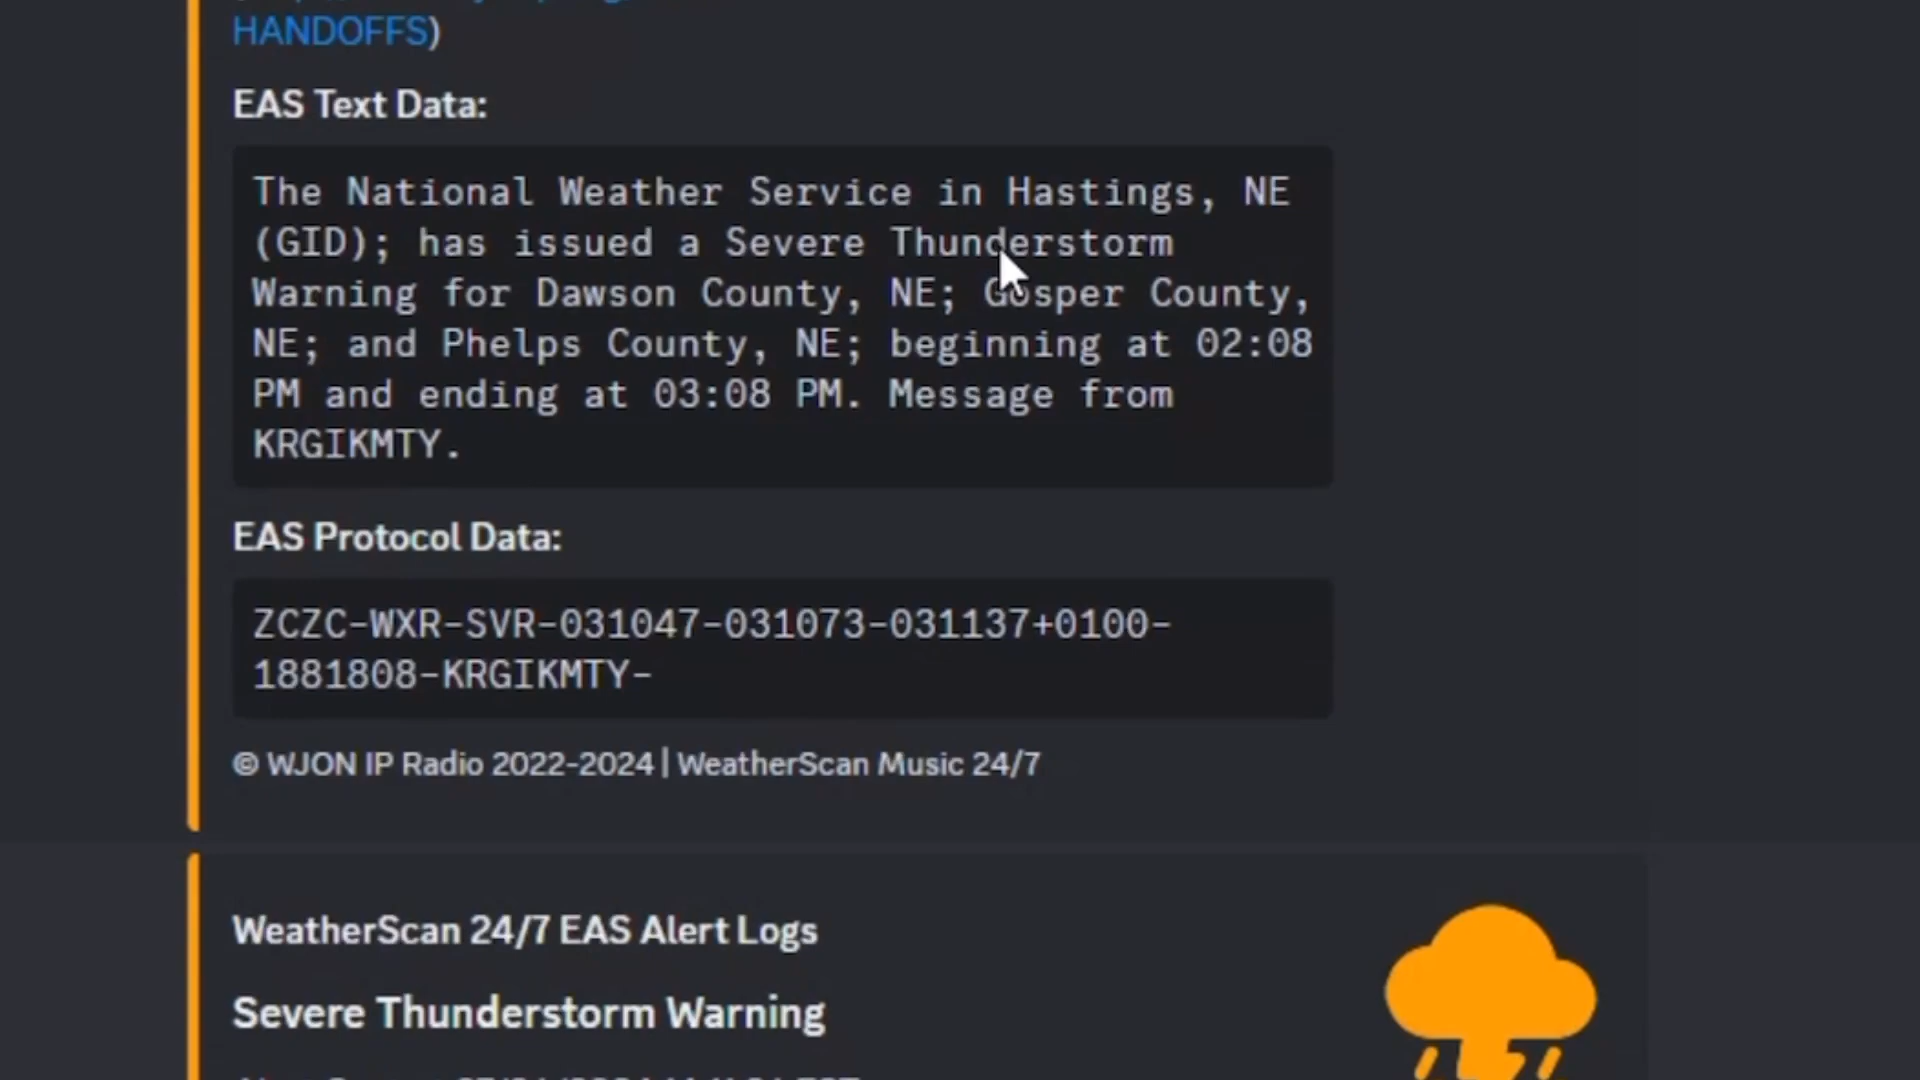 HANDOFFS)
EAS Text Data:
The National Weather Service in Hastings, NE
(GID); has issued a Severe Thunderstorm
Warning for Dawson County, NE; Gosper County,
NE; and Phelps County, NE; beginning at 02:08
PM and ending at 03:08 PM. Message from
KRGIKMTY.
EAS Protocol Data:
ZCZC-WXR-SVR-031047-031073-031137+0100-
1881808-KRGIKMTY-
© WJON IP Radio 2022-2024 | WeatherScan Music 24/7
WeatherScan 24/7 EAS Alert Logs
Severe Thunderstorm Warning